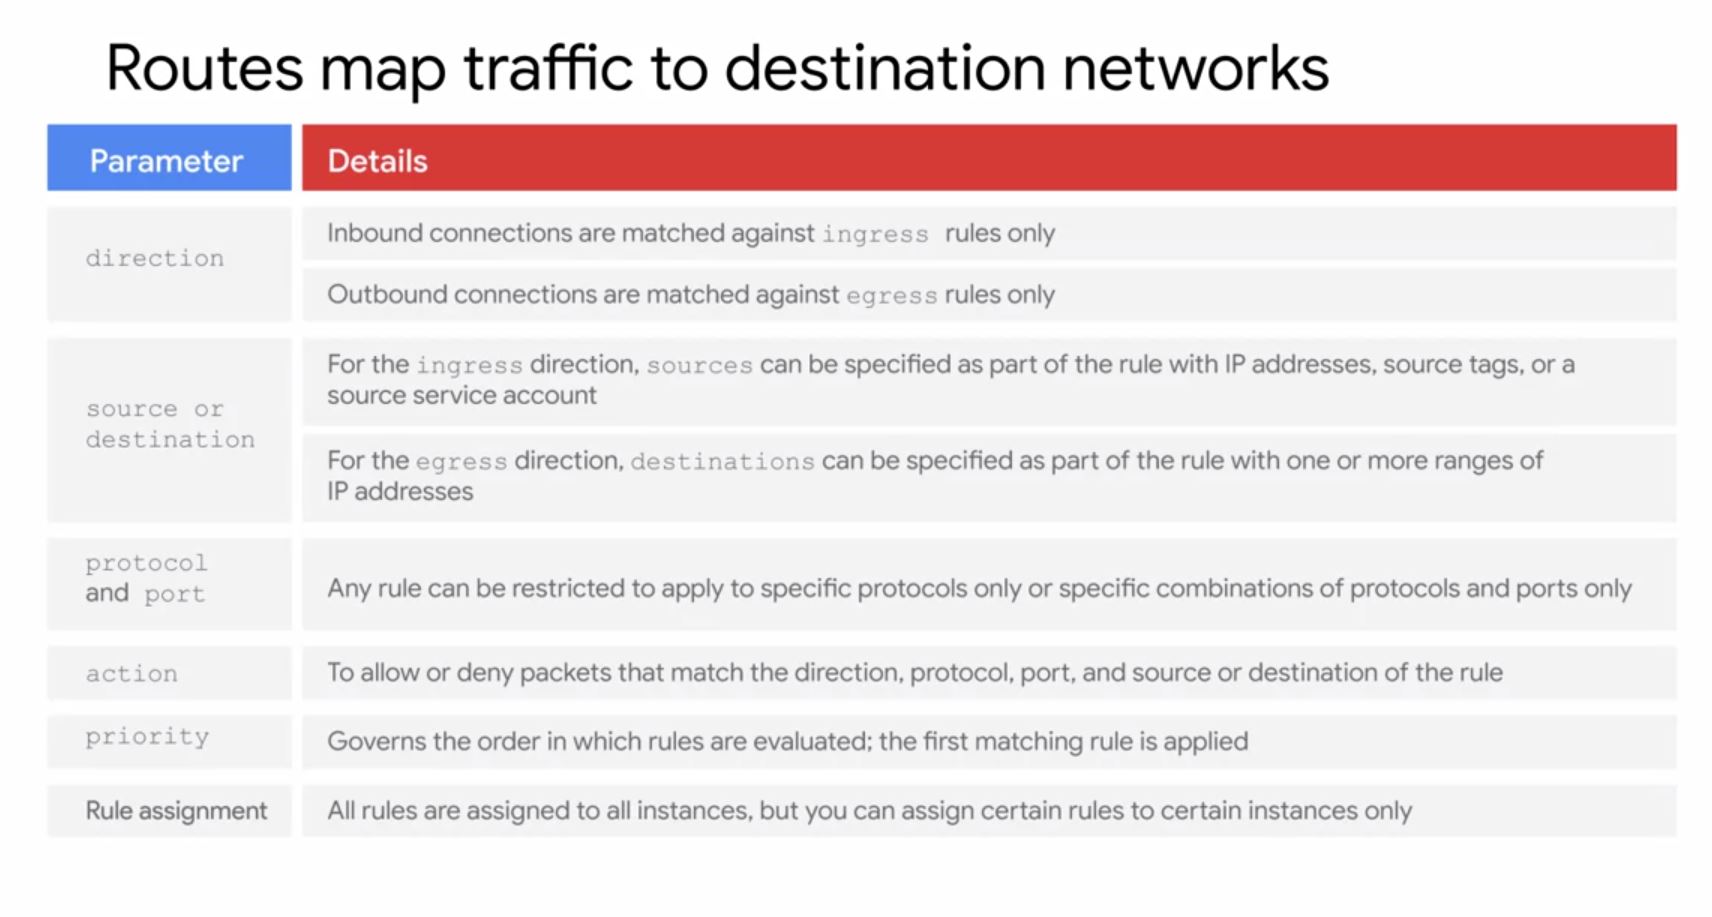 Routes map traffic to destination networks
Parameter
Details
direction
Inbound connections are matched against ingress rules only
Outbound connections are matched against egress rules only
source or
destination
For the ingress direction, sources can be specified as part of the rule with IP addresses, source tags, or a
source service account
For the egress direction, destinations can be specified as part of the rule with one or more ranges of
IP addresses
protocol
and port
Any rule can be restricted to apply to specific protocols only or specific combinations of protocols and ports only
action
To allow or deny packets that match the direction, protocol, port, and source or destination of the rule
priority
Governs the order in which rules are evaluated; the first matching rule is applied
Rule assignment
All rules are assigned to all instances, but you can assign certain rules to certain instances only